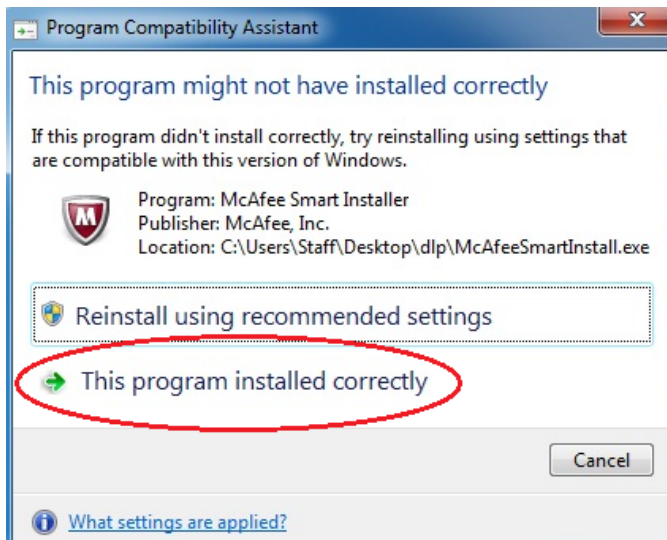 Program Compatibility Assistant
This program might not have installed correctly
If this program didn't install correctly, try reinstalling using settings that
are compatible with this version of Windows.
Program: McAfee Smart Installer
Publisher: McAfee, Inc.
Location: C:\Users\Staff\Desktop\dlp\McAfeeSmartInstall.exe
Reinstall using recommended settings
This program installed correctly
Cancel
What settings are applied?